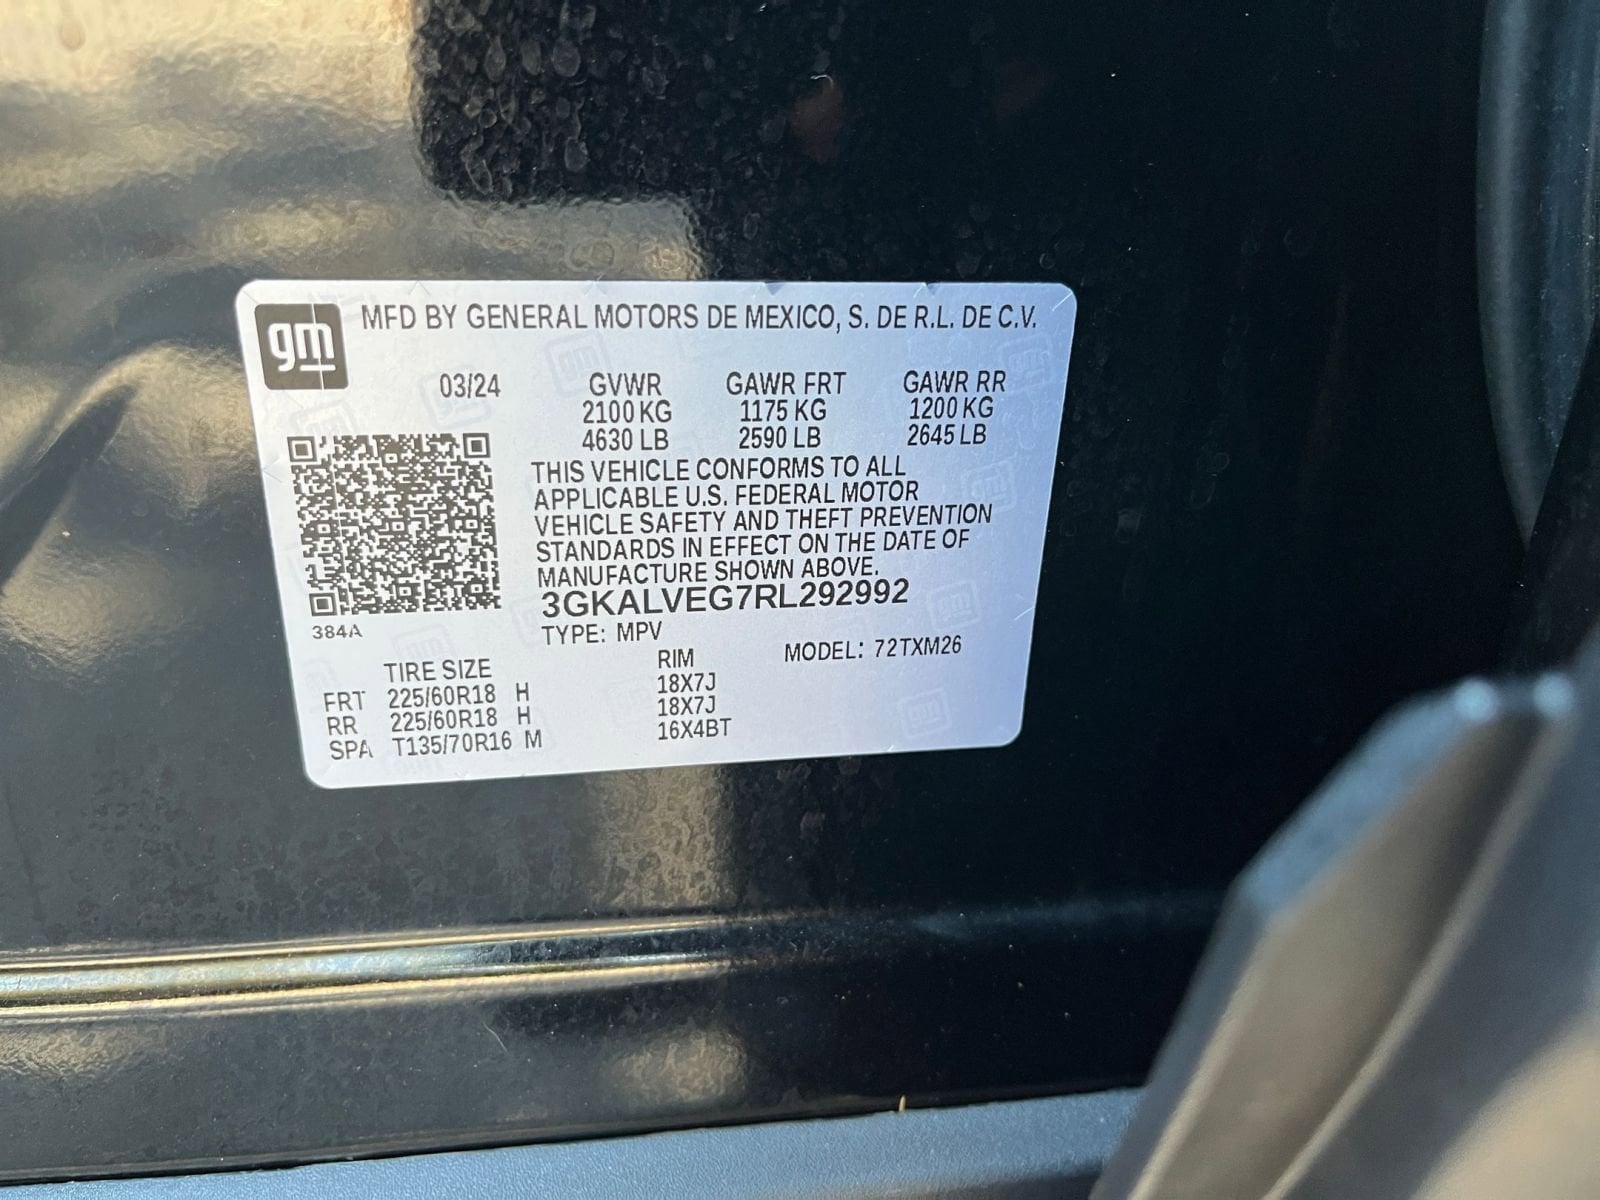 gm MFD BY GENERAL MOTORS DE MEXICO, S. DE R.L. DE C.V.
03/24 GVWR GAWR FRT GAWR RR
2100 KG 1175 KG 1200 KG
4630 LB 2590 LB 2645 LB
THIS VEHICLE CONFORMS TO ALL
APPLICABLE U.S. FEDERAL MOTOR
VEHICLE SAFETY AND THEFT PREVENTION
STANDARDS IN EFFECT ON THE DATE OF
MANUFACTURE SHOWN ABOVE.
3GKALVEG7RL292992
384A
TYPE: MPV MODEL: 72TXM26
TIRE SIZE RIM
FRT 225/60R18 H 18X7J
RR 225/60R18 H 18X7J
SPA T135/70R16 M 16X4BT